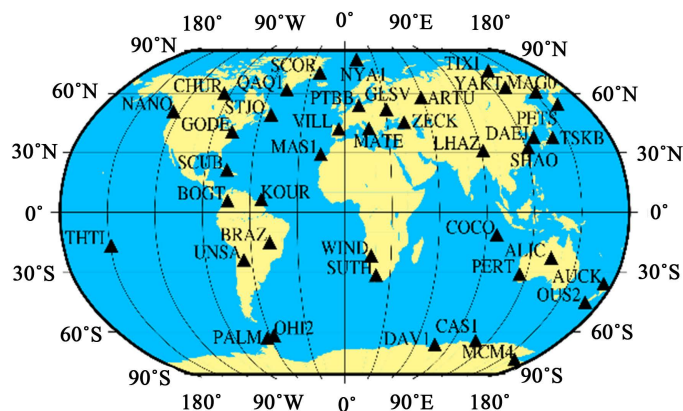 180° 90°W 0° 90°E 180°
90°N 90°N
SCOR NYA1 TIXI
CHUR QAQ1 YAKT MAG0
60°N PTBB GLSV ARTU 60°N
NANO STJO PETS
GODE VILL ZECK DAEJ TSKB
MAS1 MATE LHAZ SHAO
30°N 30°N
SCUB
BOGT KOUR
0° 0°
THTI BRAZ COCO
UNSA WIND ALIC
30°S SUTH PERT AUCK 30°S
OUS2
60°S PALM OHI2 DAV1 CAS1 60°S
MCM4
90°S 90°S
180° 90°W 0° 90°E 180°